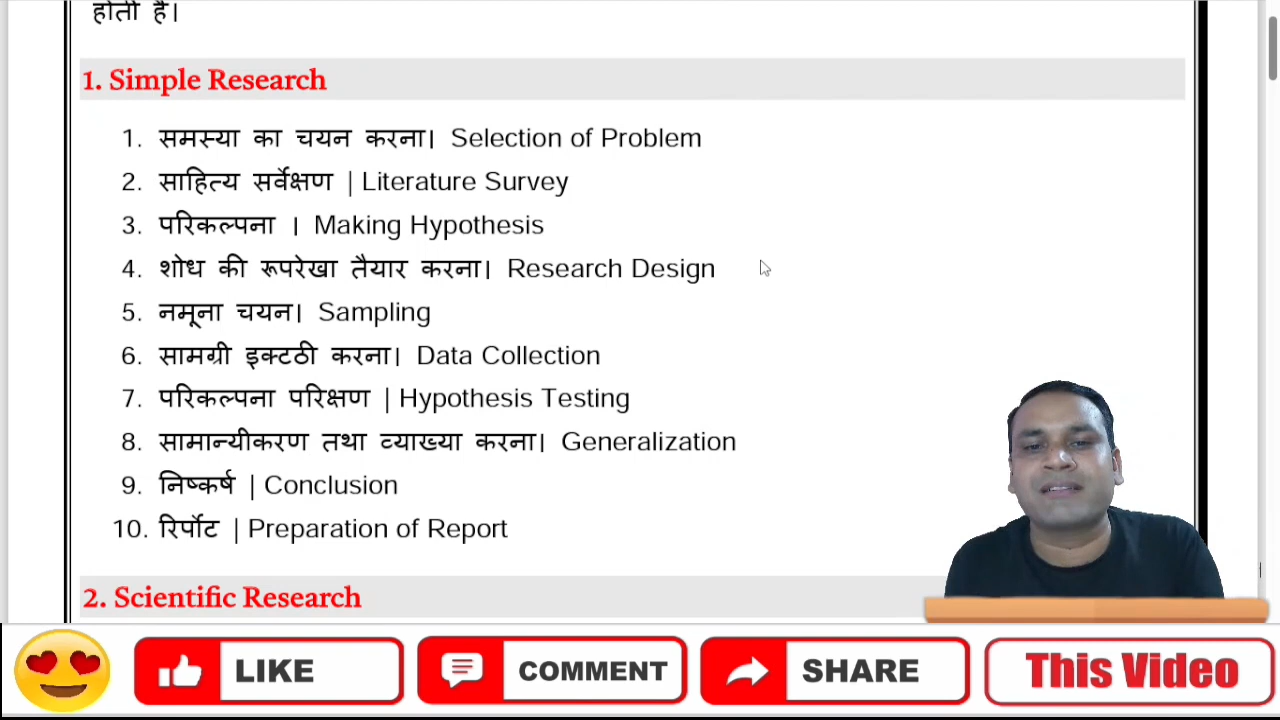 होती है।
1. Simple Research
1. समस्या का चयन करना। Selection of Problem
2. साहित्य सर्वेक्षण | Literature Survey
3. परिकल्पना । Making Hypothesis
4. शोध की रूपरेखा तैयार करना। Research Design
5. नमूना चयन। Sampling
6. सामग्री इक्टठी करना। Data Collection
7. परिकल्पना परिक्षण | Hypothesis Testing
8. सामान्यीकरण तथा व्याख्या करना। Generalization
9. निष्कर्ष | Conclusion
10. रिर्पोट | Preparation of Report
2. Scientific Research
LIKE COMMENT SHARE This Video